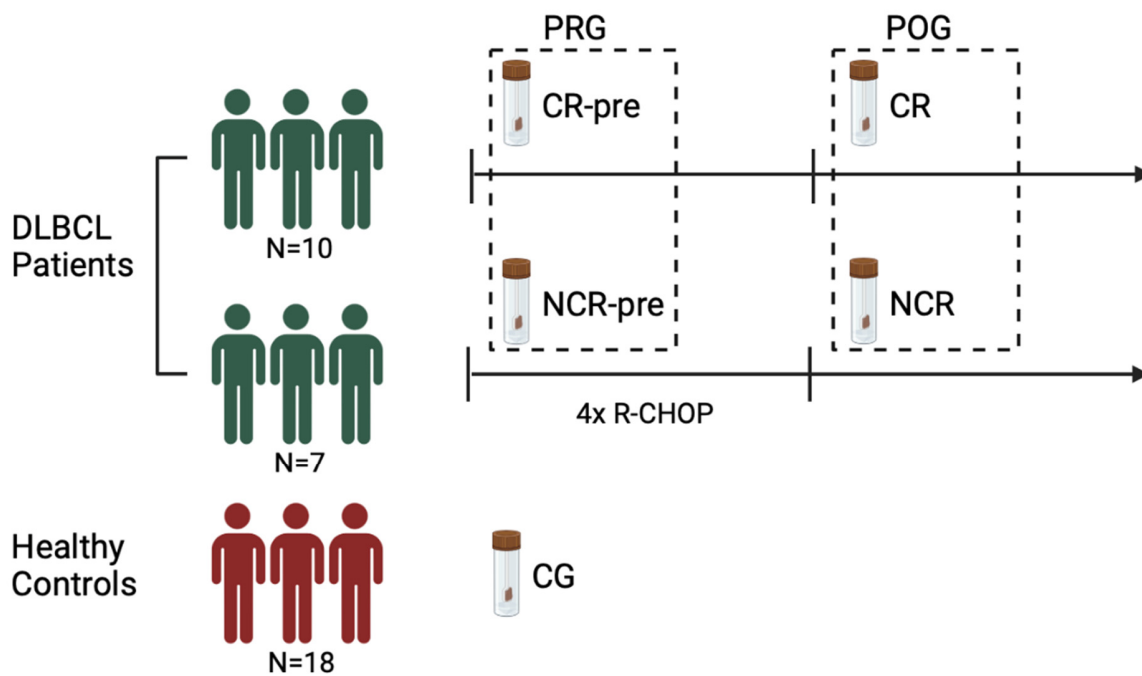 PRG
POG
CR-pre
CR
DLBCL
Patients
N=10
NCR-pre
NCR
4x R-CHOP
N=7
Healthy
Controls
CG
N=18